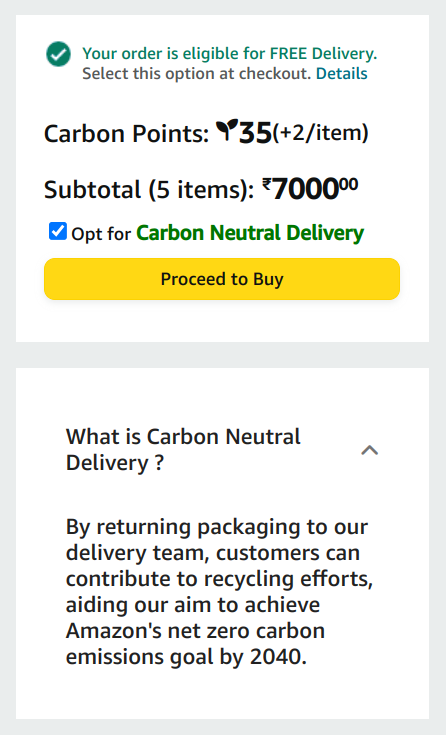 Your order is eligible for FREE Delivery.
Select this option at checkout. Details
Carbon Points: 35(+2/item)
Subtotal (5 items): ₹7000⁰⁰
Opt for Carbon Neutral Delivery
Proceed to Buy
What is Carbon Neutral
Delivery ?
By returning packaging to our
delivery team, customers can
contribute to recycling efforts,
aiding our aim to achieve
Amazon's net zero carbon
emissions goal by 2040.